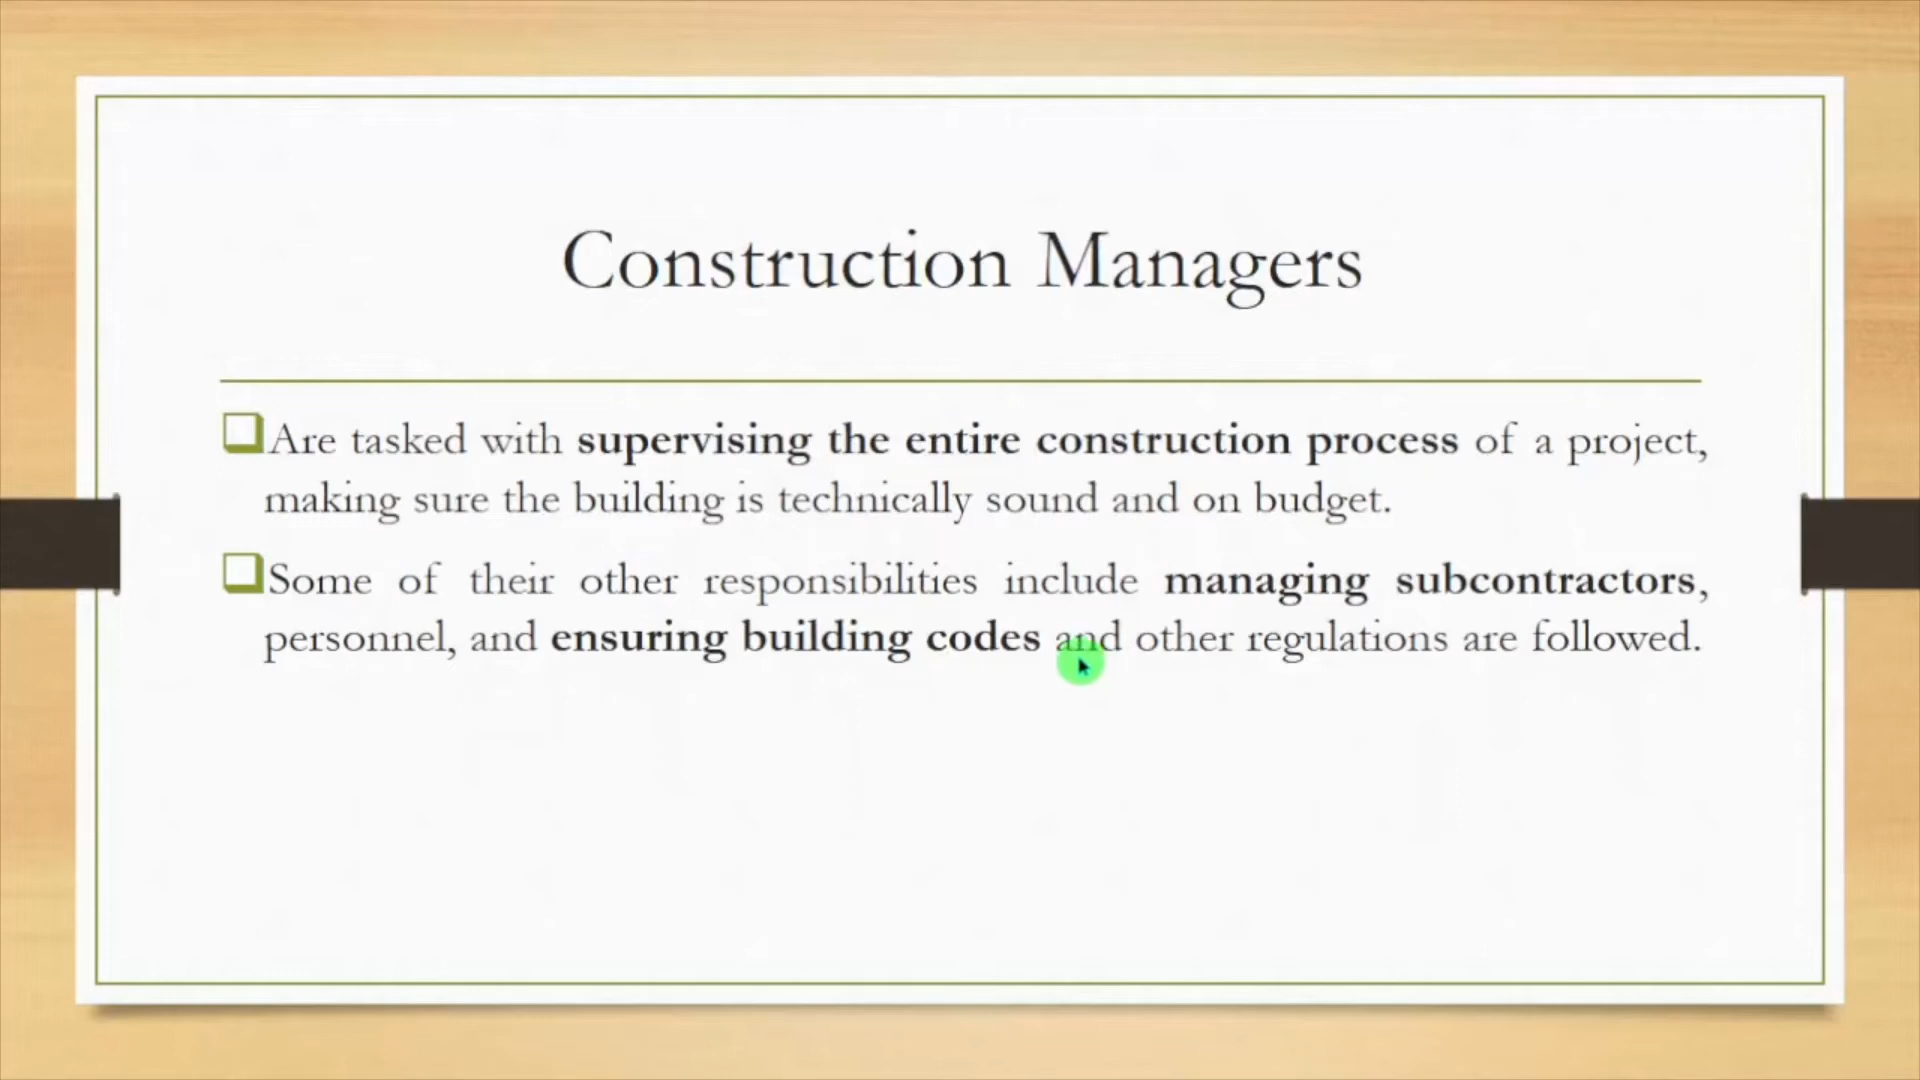 Construction Managers
Are tasked with supervising the entire construction process of a project,
making sure the building is technically sound and on budget.
Some of their other responsibilities include managing subcontractors,
personnel, and ensuring building codes and other regulations are followed.